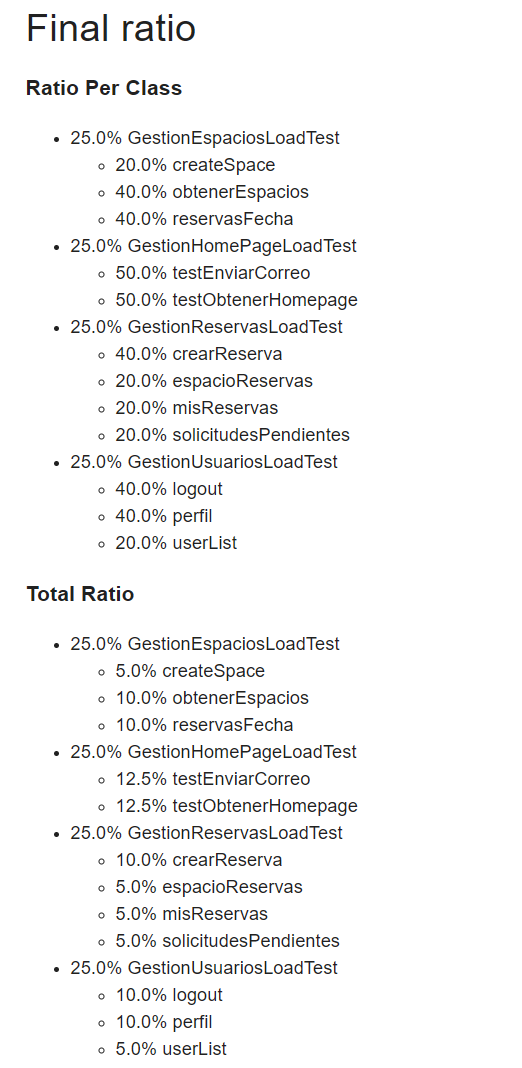 Final ratio
Ratio Per Class
25.0% GestionEspaciosLoadTest
20.0% createSpace
40.0% obtenerEspacios
40.0% reservasFecha
25.0% GestionHomePageLoadTest
50.0% testEnviarCorreo
50.0% testObtenerHomepage
25.0% GestionReservasLoadTest
40.0% crearReserva
20.0% espacioReservas
20.0% misReservas
20.0% solicitudesPendientes
25.0% GestionUsuariosLoadTest
40.0% logout
40.0% perfil
20.0% userList
Total Ratio
25.0% GestionEspaciosLoadTest
5.0% createSpace
10.0% obtenerEspacios
10.0% reservasFecha
25.0% GestionHomePageLoadTest
12.5% testEnviarCorreo
12.5% testObtenerHomepage
25.0% GestionReservasLoadTest
10.0% crearReserva
5.0% espacioReservas
5.0% misReservas
5.0% solicitudesPendientes
25.0% GestionUsuariosLoadTest
10.0% logout
10.0% perfil
5.0% userList